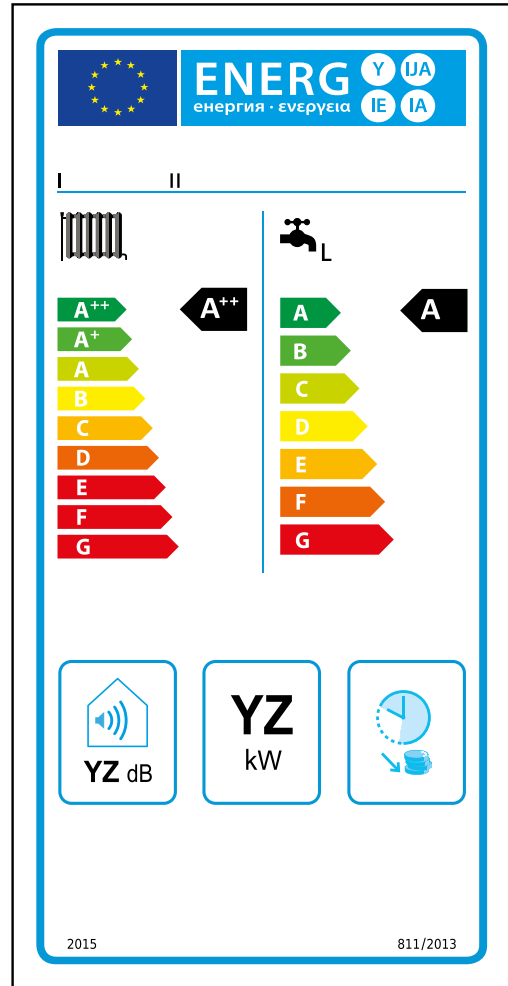 ENERG Y IJA
енергия · ενεργεια IE IA
I II
L
A++ A++ A A
A+ B
A C
B D
C E
D F
E G
F
G
YZ dB
YZ
kW
2015 811/2013